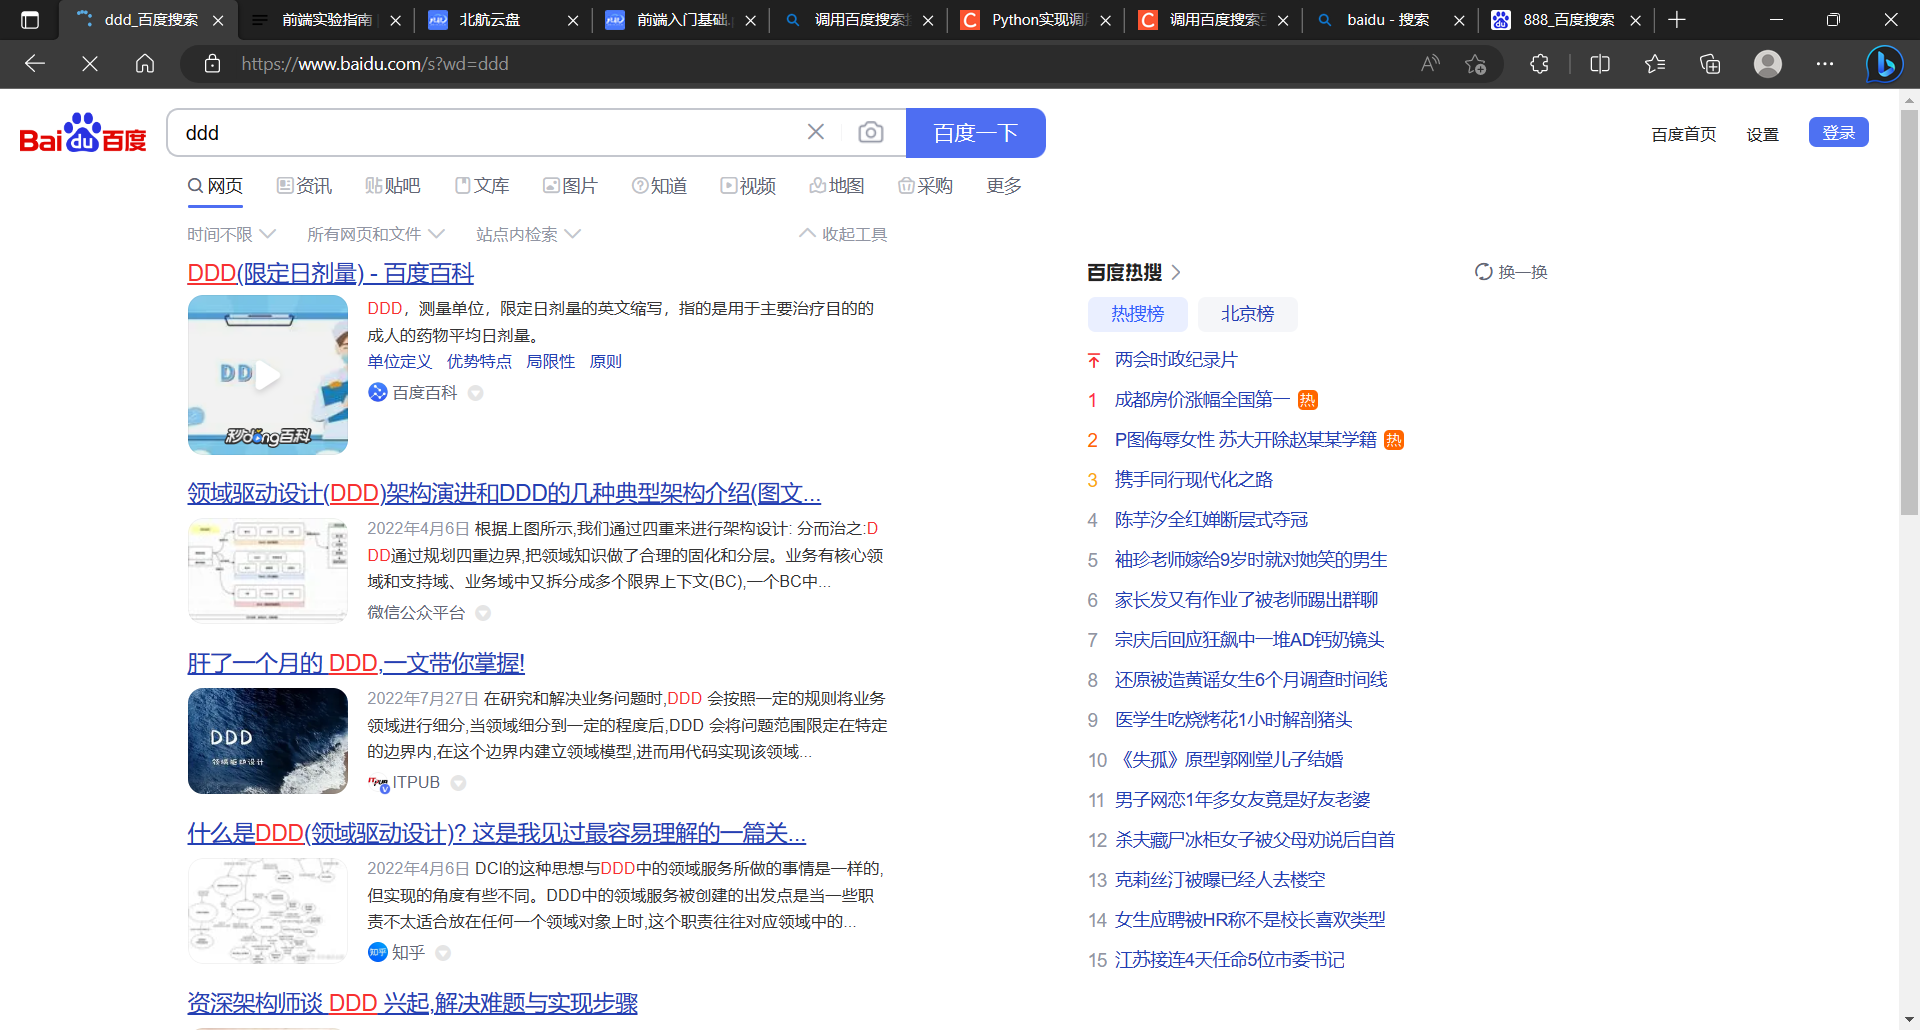 ddd_百度搜索
前端实验指南
北航云盘
前端入门基础.
调用百度搜索
Python实现调
调用百度搜索
baidu - 搜索
888_百度搜索
https://www.baidu.com/s?wd=ddd
Bai du 百度
ddd
百度一下
百度首页
设置
登录
网页
资讯
贴吧
文库
图片
知道
视频
地图
采购
更多
时间不限
所有网页和文件
站点内检索
收起工具
DDD(限定日剂量) - 百度百科
DD
秒dong百科
DDD，测量单位，限定日剂量的英文缩写，指的是用于主要治疗目的的
成人的药物平均日剂量。
单位定义 优势特点 局限性 原则
百度百科
领域驱动设计(DDD)架构演进和DDD的几种典型架构介绍(图文...
2022年4月6日 根据上图所示,我们通过四重来进行架构设计: 分而治之:D
DD通过规划四重边界,把领域知识做了合理的固化和分层。业务有核心领
域和支持域、业务域中又拆分成多个限界上下文(BC),一个BC中...
微信公众平台
肝了一个月的 DDD,一文带你掌握!
DDD
领域驱动设计
2022年7月27日 在研究和解决业务问题时,DDD 会按照一定的规则将业务
领域进行细分,当领域细分到一定的程度后,DDD 会将问题范围限定在特定
的边界内,在这个边界内建立领域模型,进而用代码实现该领域...
ITPUB
什么是DDD(领域驱动设计)? 这是我见过最容易理解的一篇关...
2022年4月6日 DCI的这种思想与DDD中的领域服务所做的事情是一样的,
但实现的角度有些不同。DDD中的领域服务被创建的出发点是当一些职
责不太适合放在任何一个领域对象上时,这个职责往往对应领域中的...
知乎 知乎
资深架构师谈 DDD 兴起,解决难题与实现步骤
百度热搜
换一换
热搜榜
北京榜
两会时政纪录片
1 成都房价涨幅全国第一 热
2 P图侮辱女性 苏大开除赵某某学籍 热
3 携手同行现代化之路
4 陈芋汐全红婵断层式夺冠
5 袖珍老师嫁给9岁时就对她笑的男生
6 家长发又有作业了被老师踢出群聊
7 宗庆后回应狂飙中一堆AD钙奶镜头
8 还原被造黄谣女生6个月调查时间线
9 医学生吃烧烤花1小时解剖猪头
10 《失孤》原型郭刚堂儿子结婚
11 男子网恋1年多女友竟是好友老婆
12 杀夫藏尸冰柜女子被父母劝说后自首
13 克莉丝汀被曝已经人去楼空
14 女生应聘被HR称不是校长喜欢类型
15 江苏接连4天任命5位市委书记